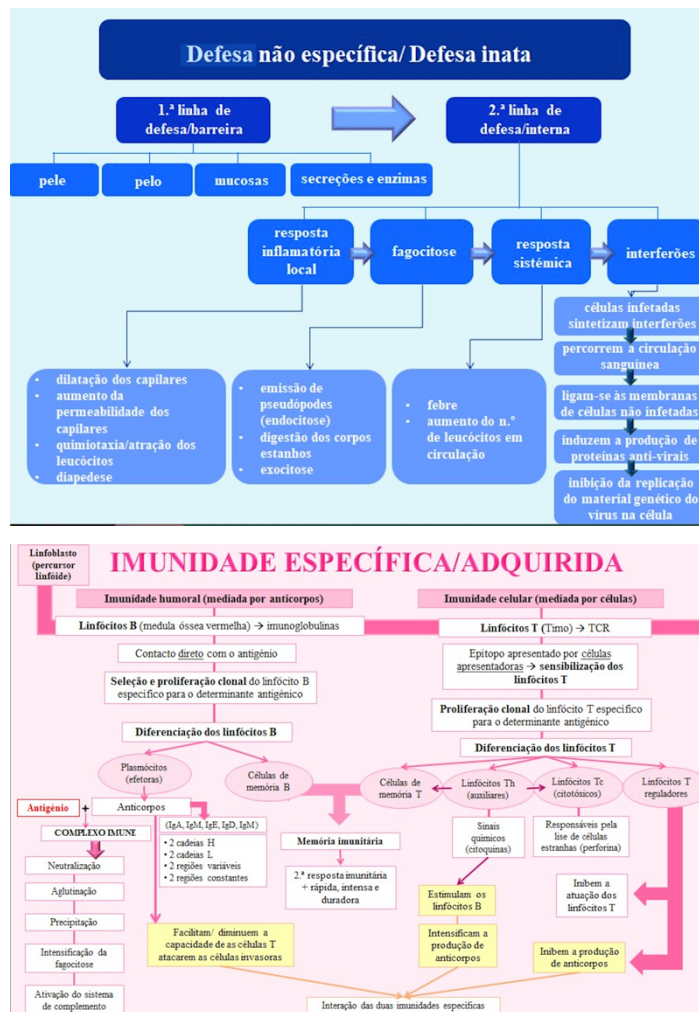 Defesa não específica/ Defesa inata
1.ª linha de
defesa/barreira
2.ª linha de
defesa/interna
pele
pelo
mucosas
secreções e enzimas
resposta
inflamatória
local
fagocitose
resposta
sistémica
interferões
• dilatação dos capilares
• aumento da
permeabilidade dos
capilares
• quimiotaxia/atração dos
leucócitos
• diapedese
• emissão de
pseudópodes
(endocitose)
• digestão dos corpos
estanhos
• exocitose
• febre
• aumento do n.º
de leucócitos em
circulação
células infetadas
sintetizam interferões
percorrem a circulação
sanguínea
ligam-se às membranas
de células não infetadas
induzem a produção de
proteínas anti-virais
inibição da replicação
do material genético do
vírus na célula
Linfoblasto
(percursor
linfóide)
IMUNIDADE ESPECÍFICA/ADQUIRIDA
Imunidade humoral (mediada por anticorpos)
Imunidade celular (mediada por células)
Linfócitos B (medula óssea vermelha) → imunoglobulinas
Linfócitos T (Timo) → TCR
Contacto direto com o antigénio
Seleção e proliferação clonal do linfócito B
específico para o determinante antigénico
Diferenciação dos linfócitos B
Epítopo apresentado por células
apresentadoras → sensibilização dos
linfócitos T
Proliferação clonal do linfócito T específico
para o determinante antigénico
Diferenciação dos linfócitos T
Plasmócitos
(efetoras)
Células de
memória B
Células de
memória T
Linfócitos Th
(auxiliares)
Linfócitos Tc
(citotóxicos)
Linfócitos T
reguladores
Antigénio
+
Anticorpos
COMPLEXO IMUNE
(IgA, IgM, IgE, IgD, IgM)
• 2 cadeias H
• 2 cadeias L
• 2 regiões variáveis
• 2 regiões constantes
Neutralização
Aglutinação
Precipitação
Intensificação da
fagocitose
Ativação do sistema
de complemento
Memória imunitária
2.ª resposta imunitária
+ rápida, intensa e
duradora
Sinais
químicos
(citoquinas)
Responsáveis pela
lise de células
estranhas (perforina)
Inibem a
atuação dos
linfócitos T
Estimulam os
linfócitos B
Facilitam/ diminuem a
capacidade de as células T
atacarem as células invasoras
Intensificam a
produção de
anticorpos
Inibem a produção
de anticorpos
Interação das duas imunidades específicas